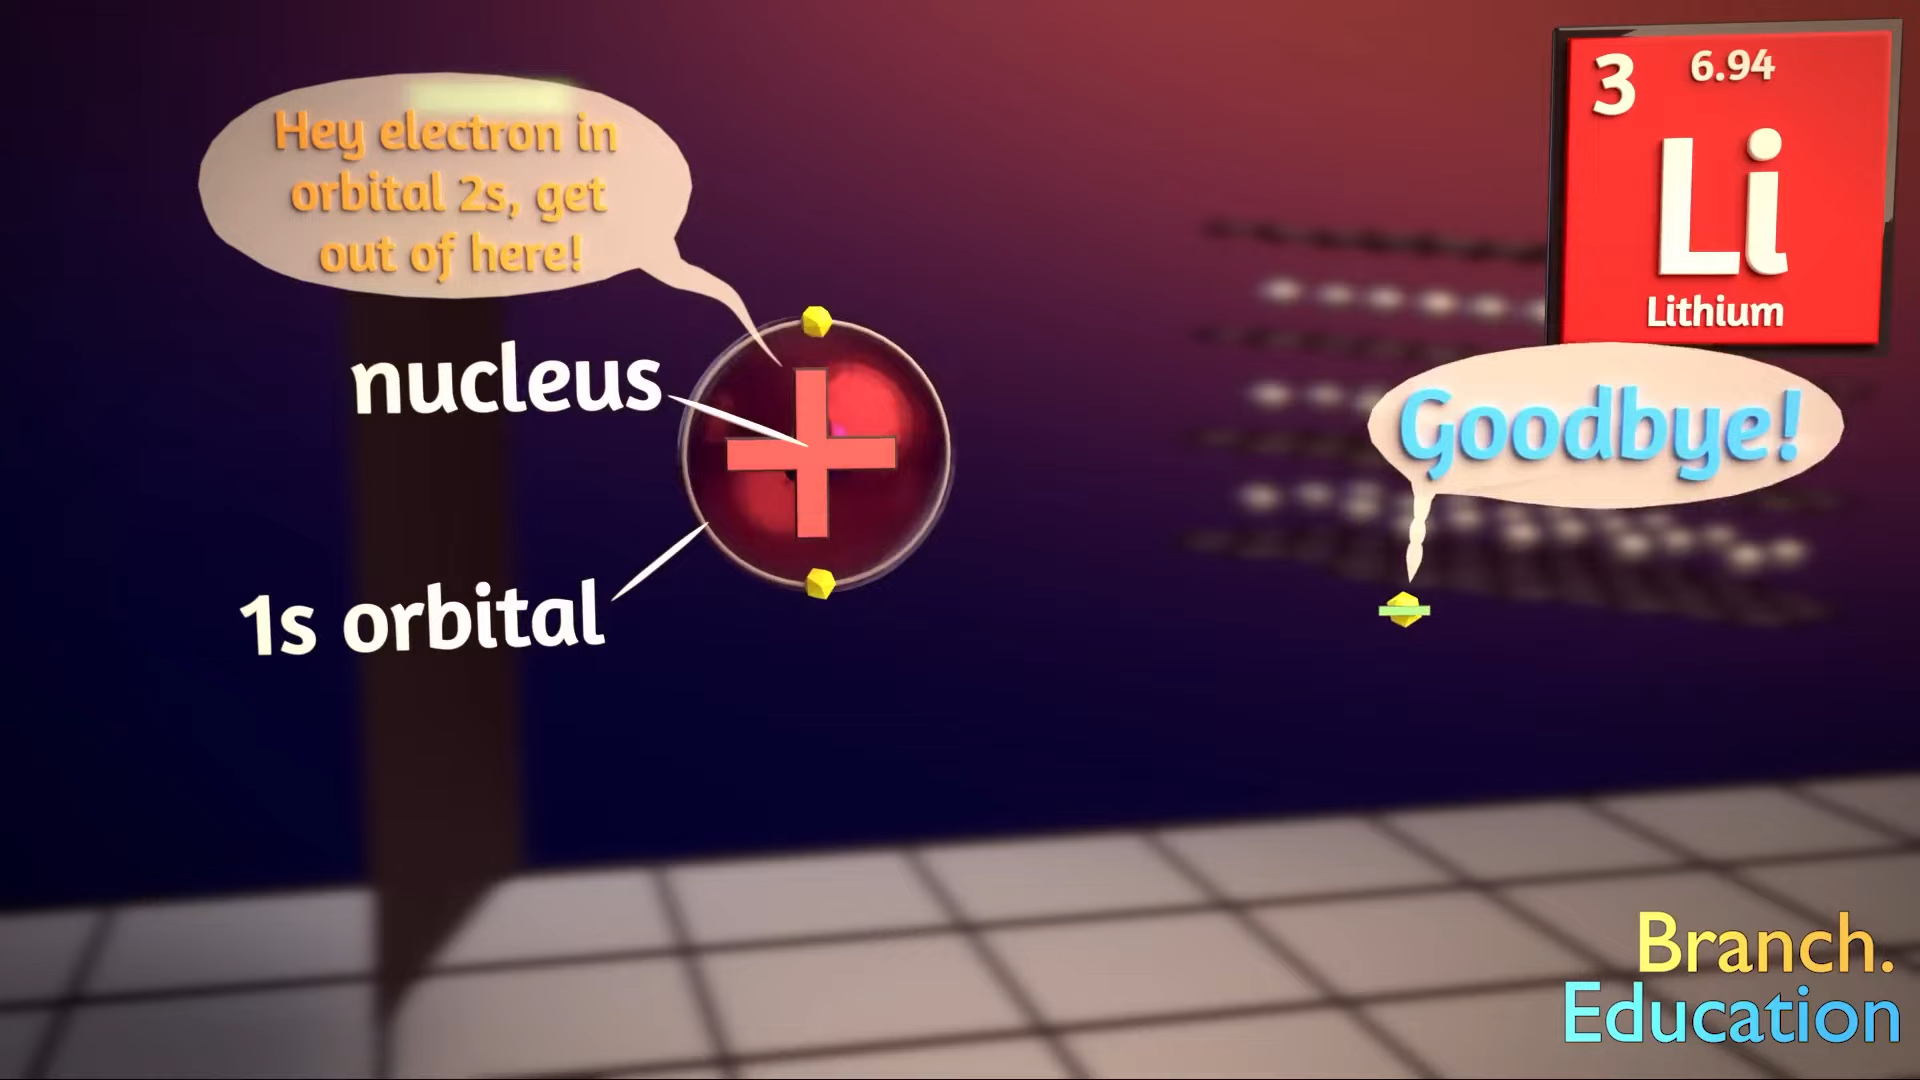 Hey electron in
orbital 2s, get
out of here!
3
6.94
Li
Lithium
nucleus
Goodbye!
1s orbital
Branch.
Education